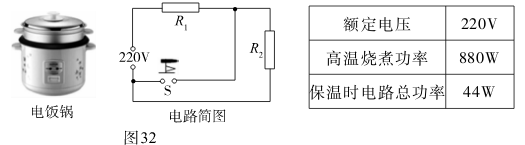 R₁
R₂
220V
S
电饭锅
电路简图
图32
额定电压 220V
高温烧煮功率 880W
保温时电路总功率 44W